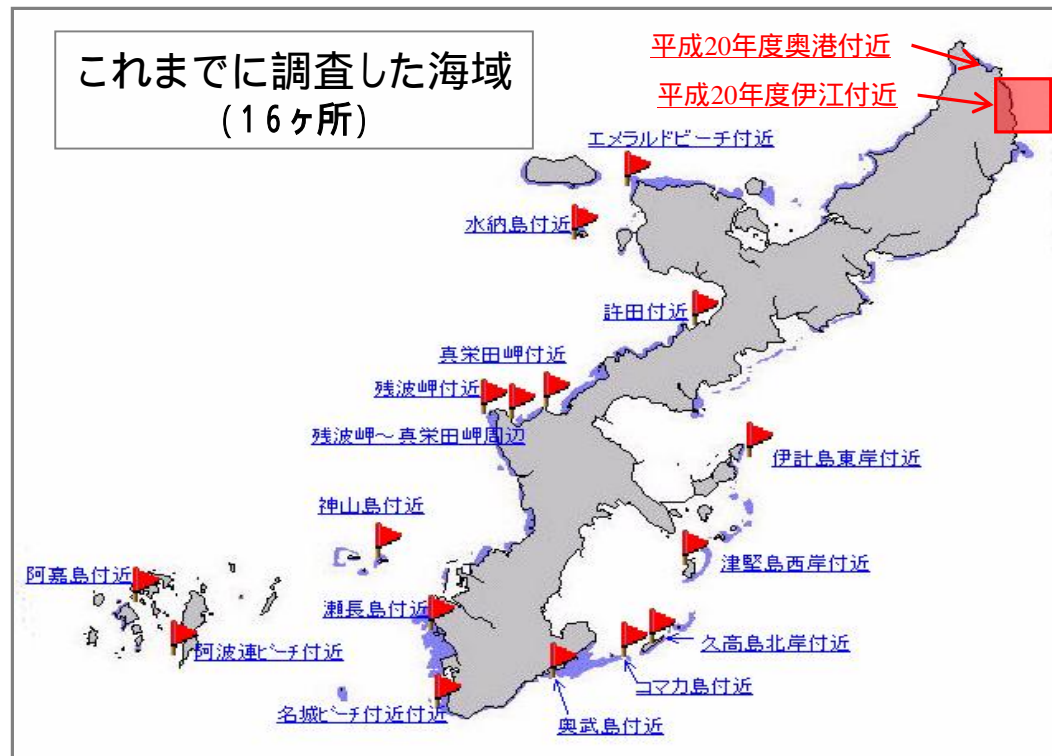 これまでに調査した海域
(16ヶ所)
平成20年度奥港付近
平成20年度伊江付近
エメラルドビーチ付近
水納島付近
許田付近
真栄田岬付近
残波岬付近
残波岬～真栄田岬周辺
伊計島東岸付近
神山島付近
津堅島西岸付近
阿嘉島付近
瀬長島付近
阿波連ビーチ付近
久高島北岸付近
コマカ島付近
名城ビーチ付近付近
奥武島付近